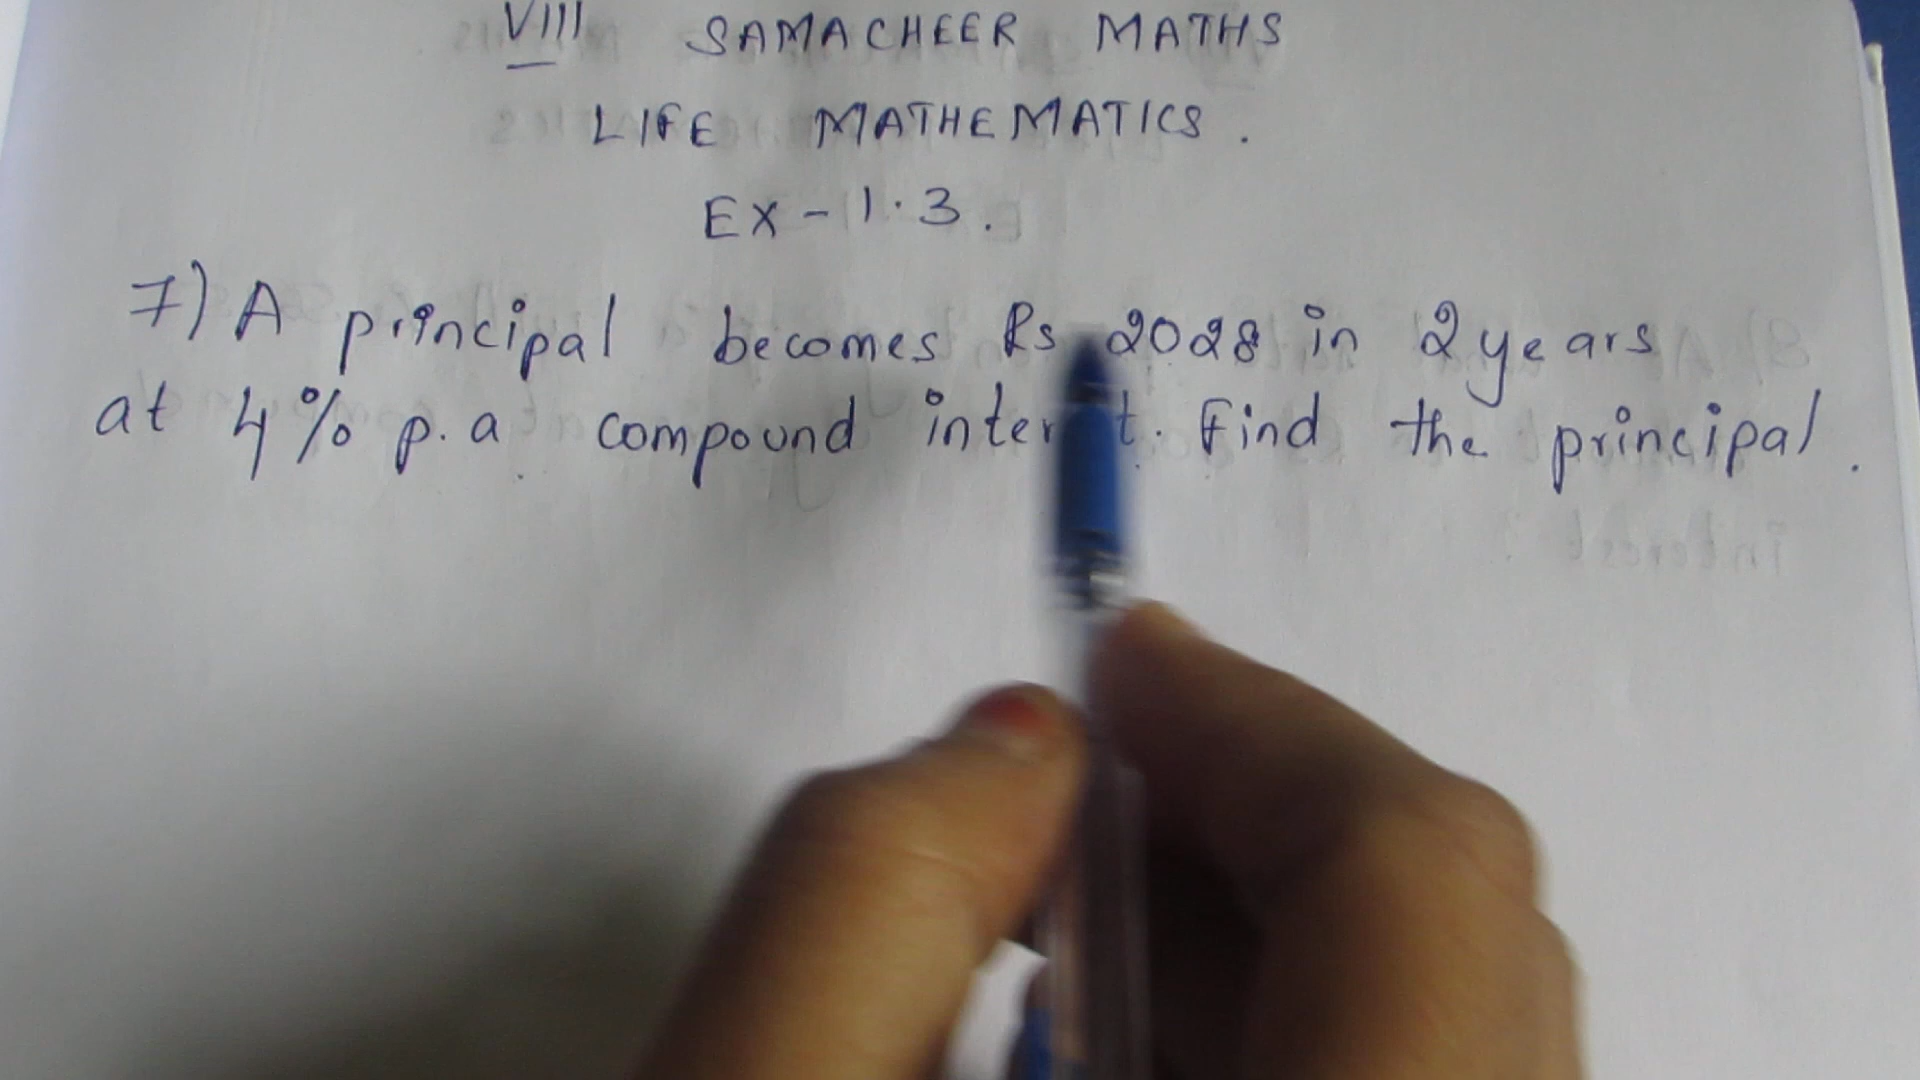 VIII SAMACHEER MATHS
LIFE MATHEMATICS.
EX - 1.3.
7) A principal becomes Rs 2028 in 2 years
at 4% p.a compound t. Find the principal.